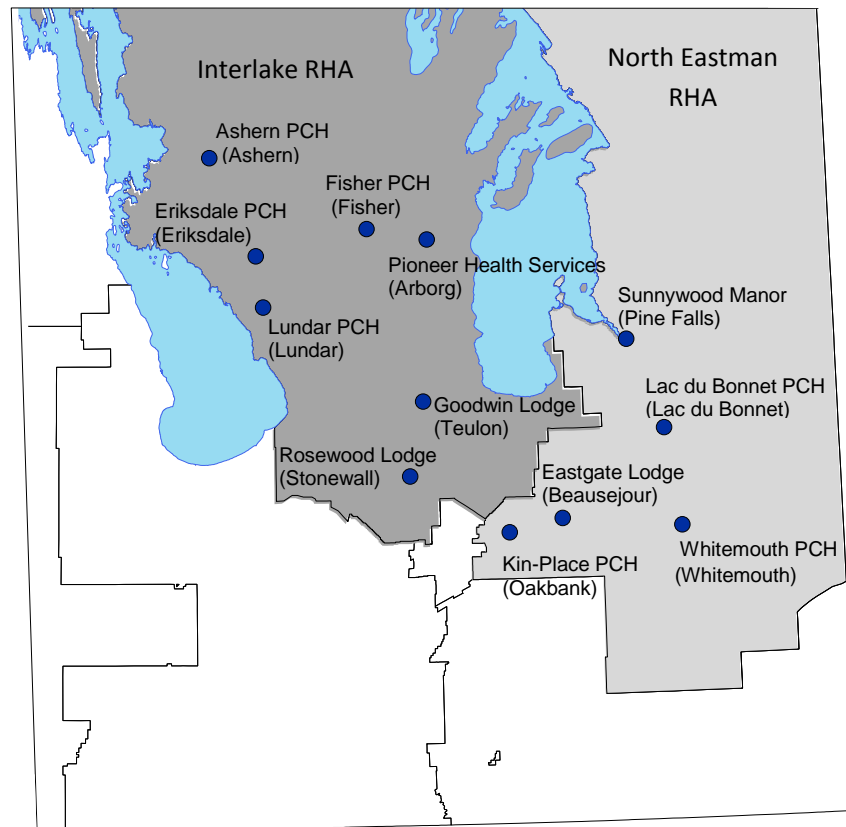 Interlake RHA
North Eastman
RHA
Ashern PCH
(Ashern)
Fisher PCH
(Fisher)
Eriksdale PCH
(Eriksdale)
Pioneer Health Services
(Arborg)
Sunnywood Manor
(Pine Falls)
Lundar PCH
(Lundar)
Lac du Bonnet PCH
(Lac du Bonnet)
Goodwin Lodge
(Teulon)
Rosewood Lodge
(Stonewall)
Eastgate Lodge
(Beausejour)
Kin-Place PCH
(Oakbank)
Whitemouth PCH
(Whitemouth)